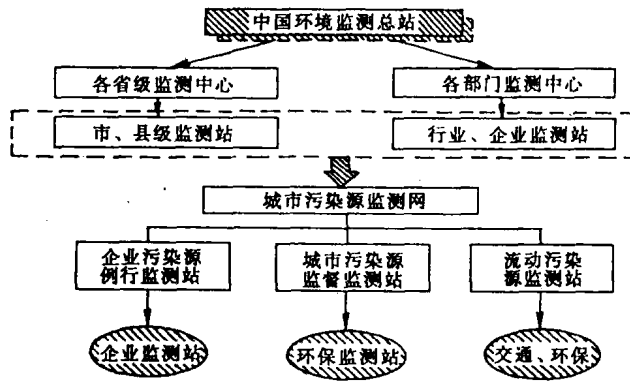 中国环境监测总站
各省级监测中心
各部门监测中心
市、县级监测站
行业、企业监测站
城市污染源监测网
企业污染源
例行监测站
城市污染源
监督监测站
流动污染
源监测站
企业监测站
环保监测站
交通、环保